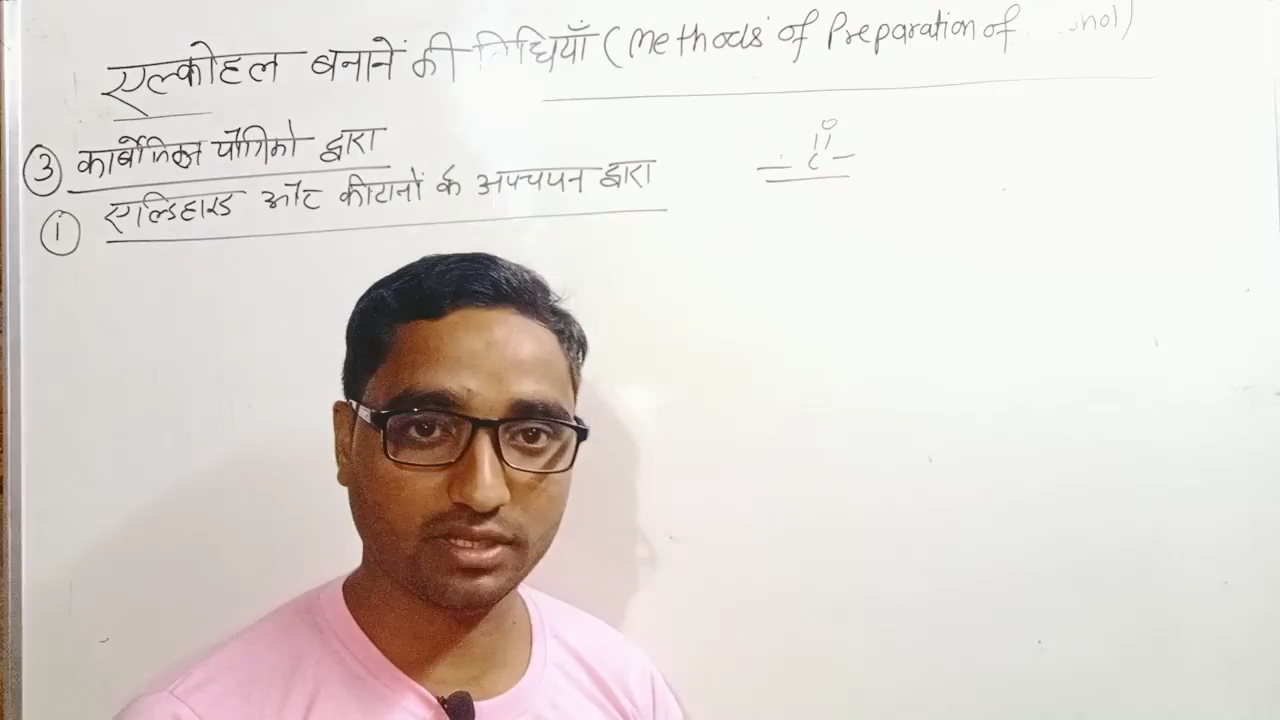 एल्कोहल बनाने की विधियाँ (Methods of Preparation of
③ कार्बोनिल यौगिको द्वारा
① एल्डिहाइड और कीटोनों के अपचयन द्वारा
O
||
– C –